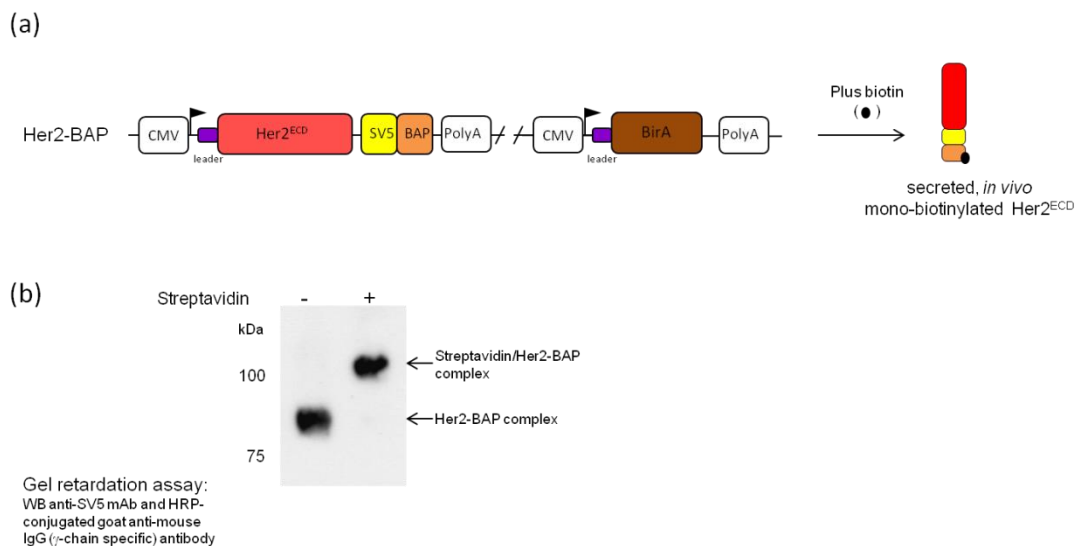 (a)
Her2-BAP
CMV
leader
Her2ECD
SV5
BAP
PolyA
CMV
leader
BirA
PolyA
Plus biotin
( )
secreted, in vivo
mono-biotinylated Her2ECD
(b)
Streptavidin - +
kDa
100
75
Streptavidin/Her2-BAP
complex
Her2-BAP complex
Gel retardation assay:
WB anti-SV5 mAb and HRP-
conjugated goat anti-mouse
IgG (γ-chain specific) antibody